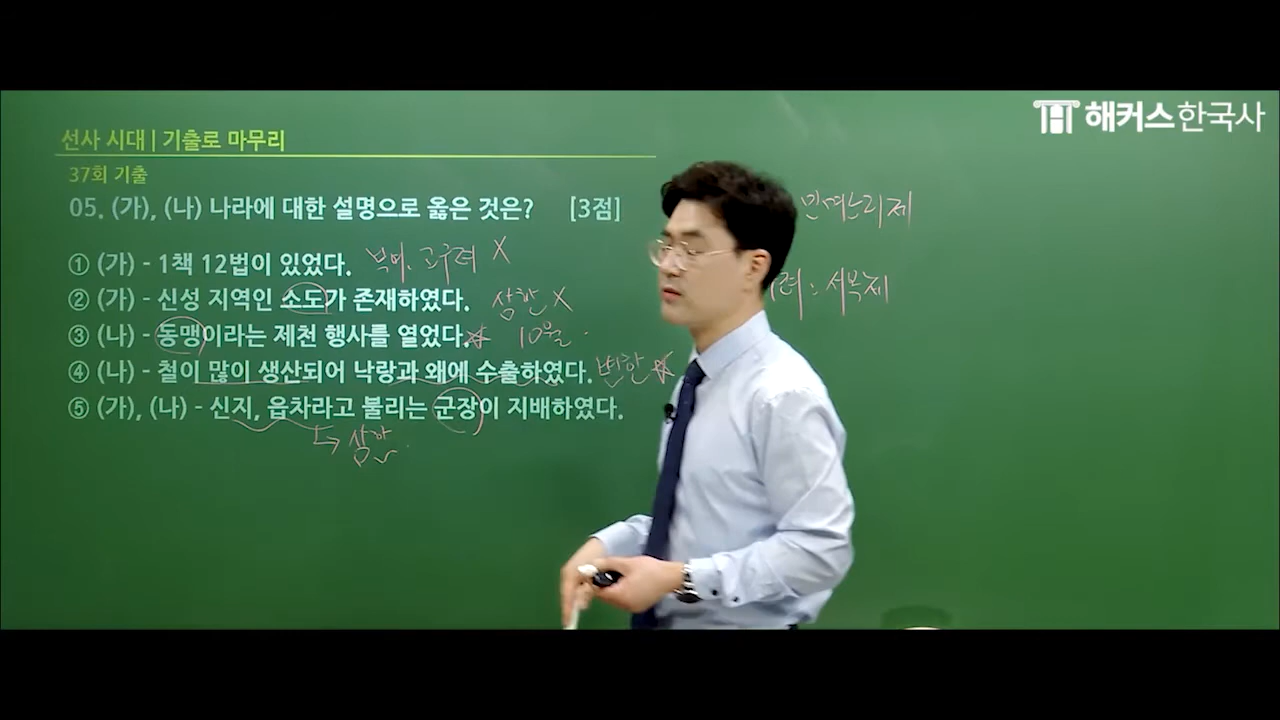 해커스한국사
선사 시대 | 기출로 마무리
37회 기출
05. (가), (나) 나라에 대한 설명으로 옳은 것은? [3점]
① (가) - 1책 12법이 있었다. 부여, 고구려 X
② (가) - 신성 지역인 소도가 존재하였다. 삼한 X
③ (나) - 동맹이라는 제천 행사를 열었다. 10월
④ (나) - 철이 많이 생산되어 낙랑과 왜에 수출하였다. 변한
⑤ (가), (나) - 신지, 읍차라고 불리는 군장이 지배하였다.
→ 삼한
민며느리제
려 : 서옥제